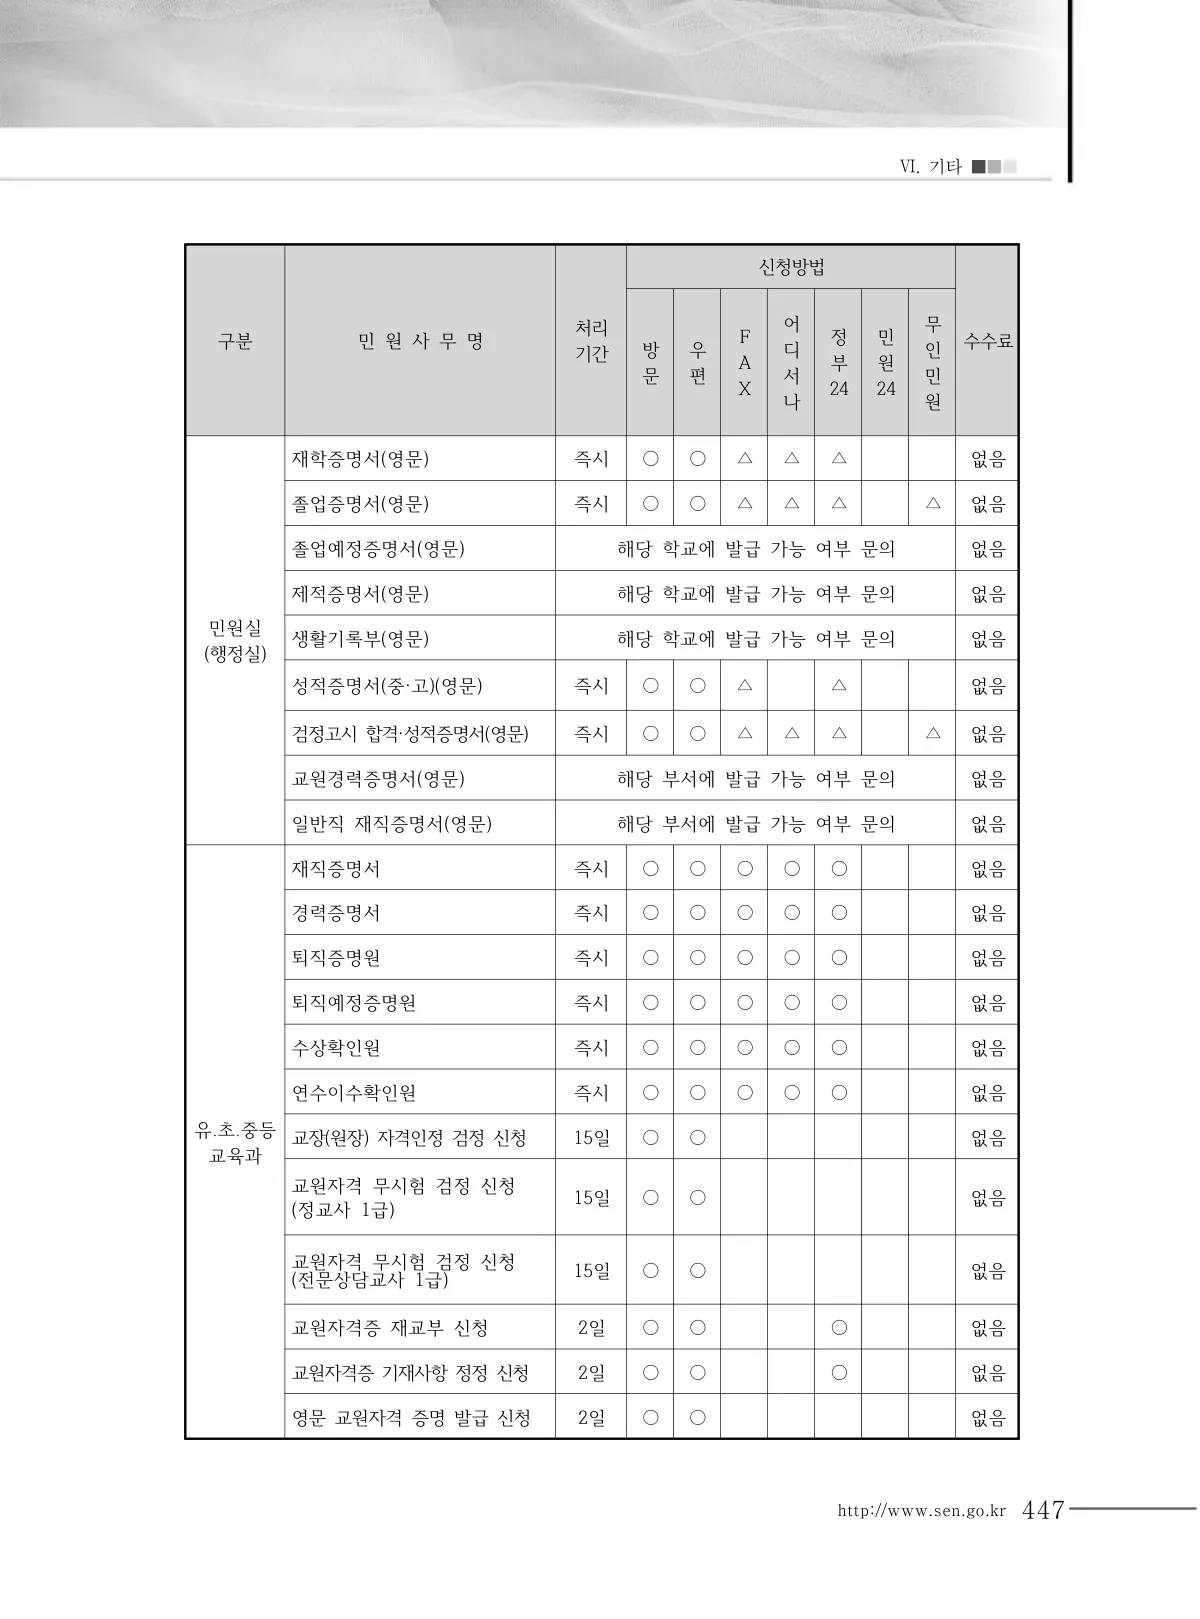 Ⅵ. 기타
구분 민 원 사 무 명 처리 기간 신청방법 수수료
방문 우편 FAX 어디서나 정부24 민원24 무인민원
민원실
(행정실)
재학증명서(영문) 즉시 ○ ○ △ △ △ 없음
졸업증명서(영문) 즉시 ○ ○ △ △ △ △ 없음
졸업예정증명서(영문) 해당 학교에 발급 가능 여부 문의 없음
제적증명서(영문) 해당 학교에 발급 가능 여부 문의 없음
생활기록부(영문) 해당 학교에 발급 가능 여부 문의 없음
성적증명서(중·고)(영문) 즉시 ○ ○ △ △ 없음
검정고시 합격·성적증명서(영문) 즉시 ○ ○ △ △ △ △ 없음
교원경력증명서(영문) 해당 부서에 발급 가능 여부 문의 없음
일반직 재직증명서(영문) 해당 부서에 발급 가능 여부 문의 없음
유.초.중등
교육과
재직증명서 즉시 ○ ○ ○ ○ ○ 없음
경력증명서 즉시 ○ ○ ○ ○ ○ 없음
퇴직증명원 즉시 ○ ○ ○ ○ ○ 없음
퇴직예정증명원 즉시 ○ ○ ○ ○ ○ 없음
수상확인원 즉시 ○ ○ ○ ○ ○ 없음
연수이수확인원 즉시 ○ ○ ○ ○ ○ 없음
교장(원장) 자격인정 검정 신청 15일 ○ ○ 없음
교원자격 무시험 검정 신청
(정교사 1급) 15일 ○ ○ 없음
교원자격 무시험 검정 신청
(전문상담교사 1급) 15일 ○ ○ 없음
교원자격증 재교부 신청 2일 ○ ○ ○ 없음
교원자격증 기재사항 정정 신청 2일 ○ ○ ○ 없음
영문 교원자격 증명 발급 신청 2일 ○ ○ 없음
http://www.sen.go.kr 447